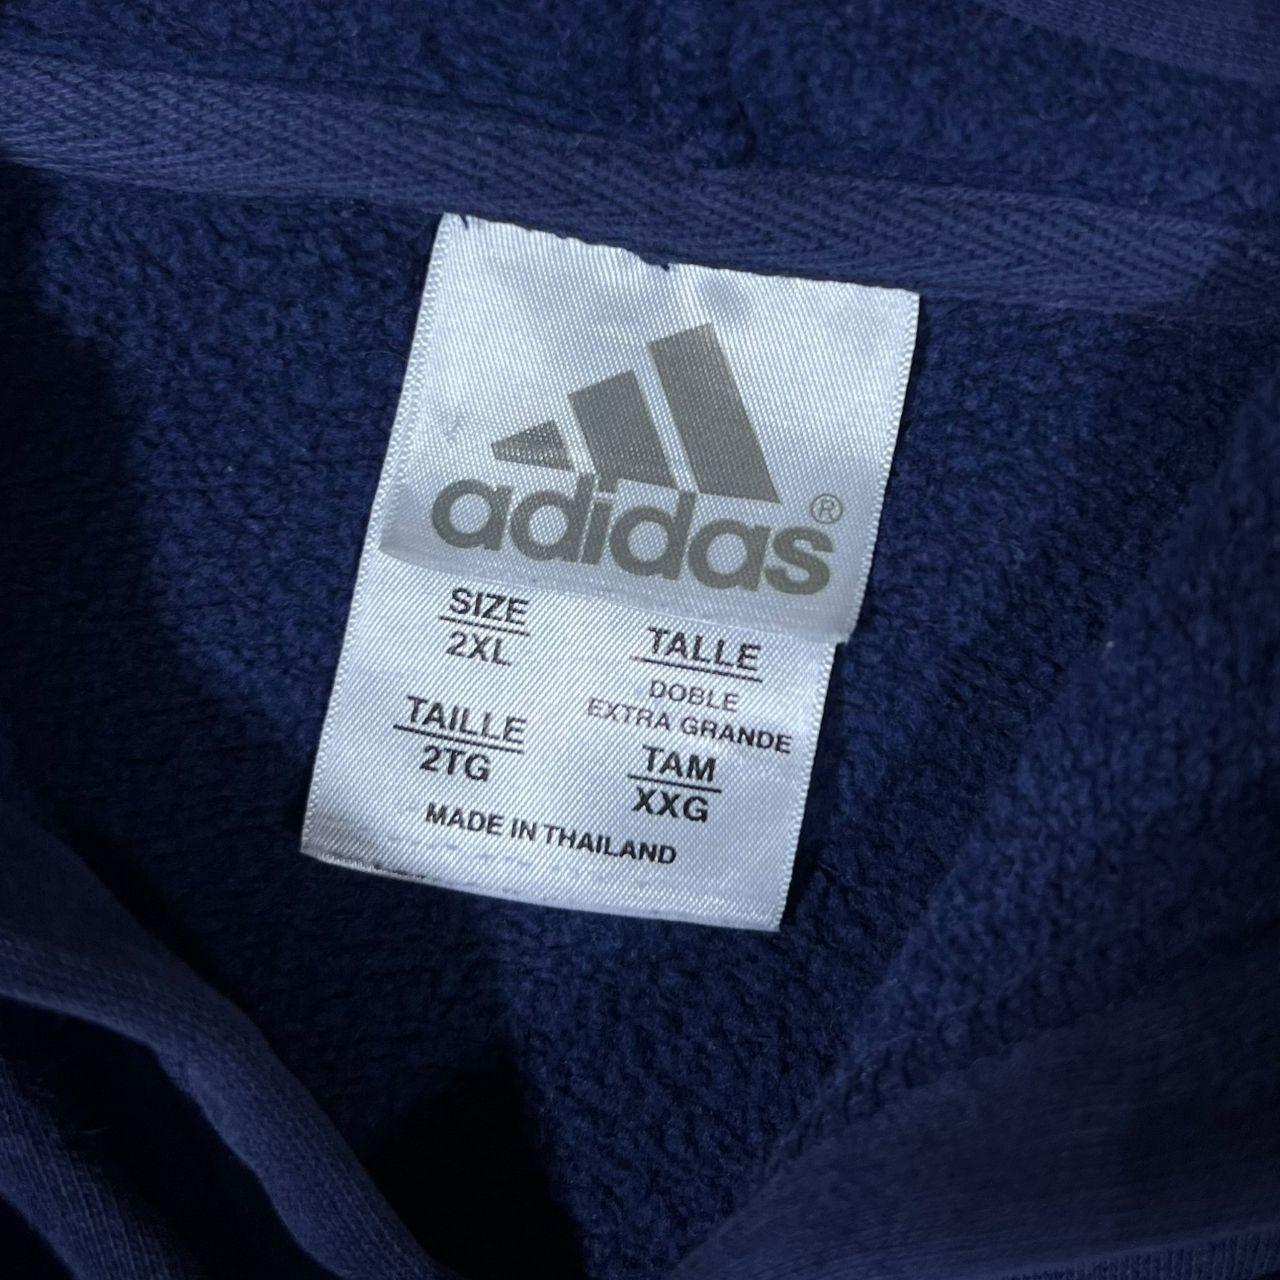 adidas®
SIZE
2XL
TALLE
DOBLE
EXTRA GRANDE
TAILLE
2TG
TAM
XXG
MADE IN THAILAND